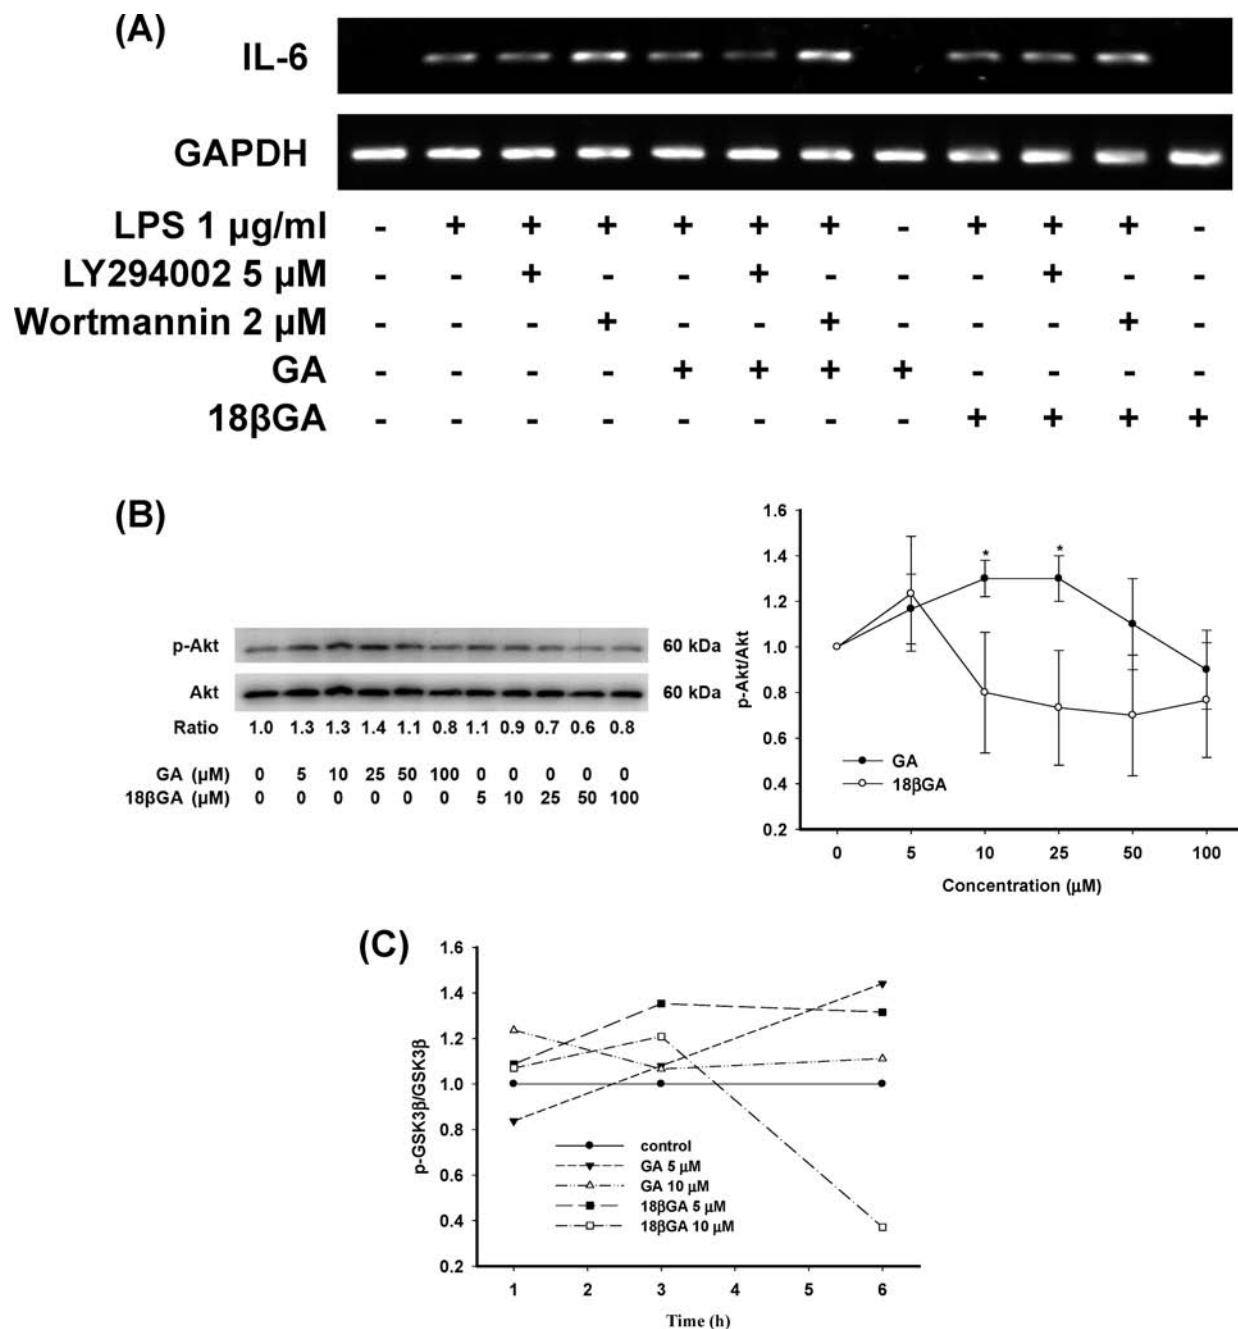 (A)
IL-6
GAPDH
LPS 1 µg/ml - + + + + + + - + + + -
LY294002 5 µM - - + - - + - - - + - -
Wortmannin 2 µM - - - + - - + - - - + -
GA - - - - + + + + - - - -
18βGA - - - - - - - - + + + +
(B)
p-Akt 60 kDa
Akt 60 kDa
Ratio 1.0 1.3 1.3 1.4 1.1 0.8 1.1 0.9 0.7 0.6 0.8
GA (µM) 0 5 10 25 50 100 0 0 0 0 0
18βGA (µM) 0 0 0 0 0 0 5 10 25 50 100
p-Akt/Akt
1.6
1.4
* *
1.2
1.0
0.8
0.6
0.4
0.2
GA
18βGA
0 5 10 25 50 100
Concentration (µM)
(C)
p-GSK3β/GSK3β
1.6
1.4
1.2
1.0
0.8
0.6
0.4
0.2
control
GA 5 µM
GA 10 µM
18βGA 5 µM
18βGA 10 µM
1 2 3 4 5 6
Time (h)